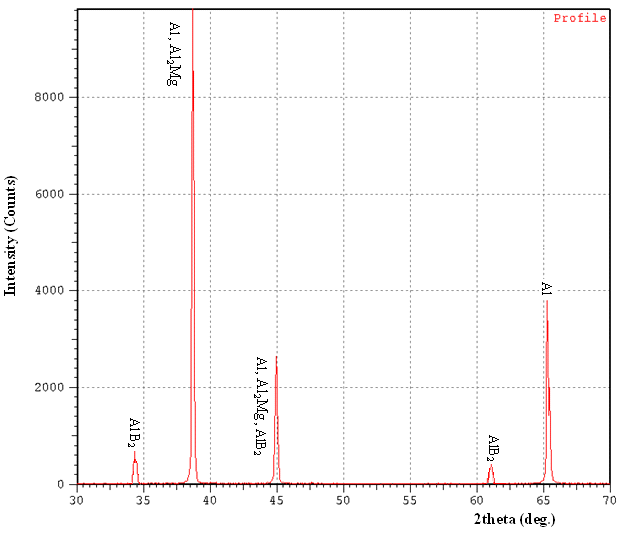 Profile
Al, Al₂Mg
8000
6000
Intensity (Counts)
4000
Al
Al, Al₂Mg, AlB₂
2000
AlB₂
AlB₂
0
30 35 40 45 50 55 60 65 70
2theta (deg.)